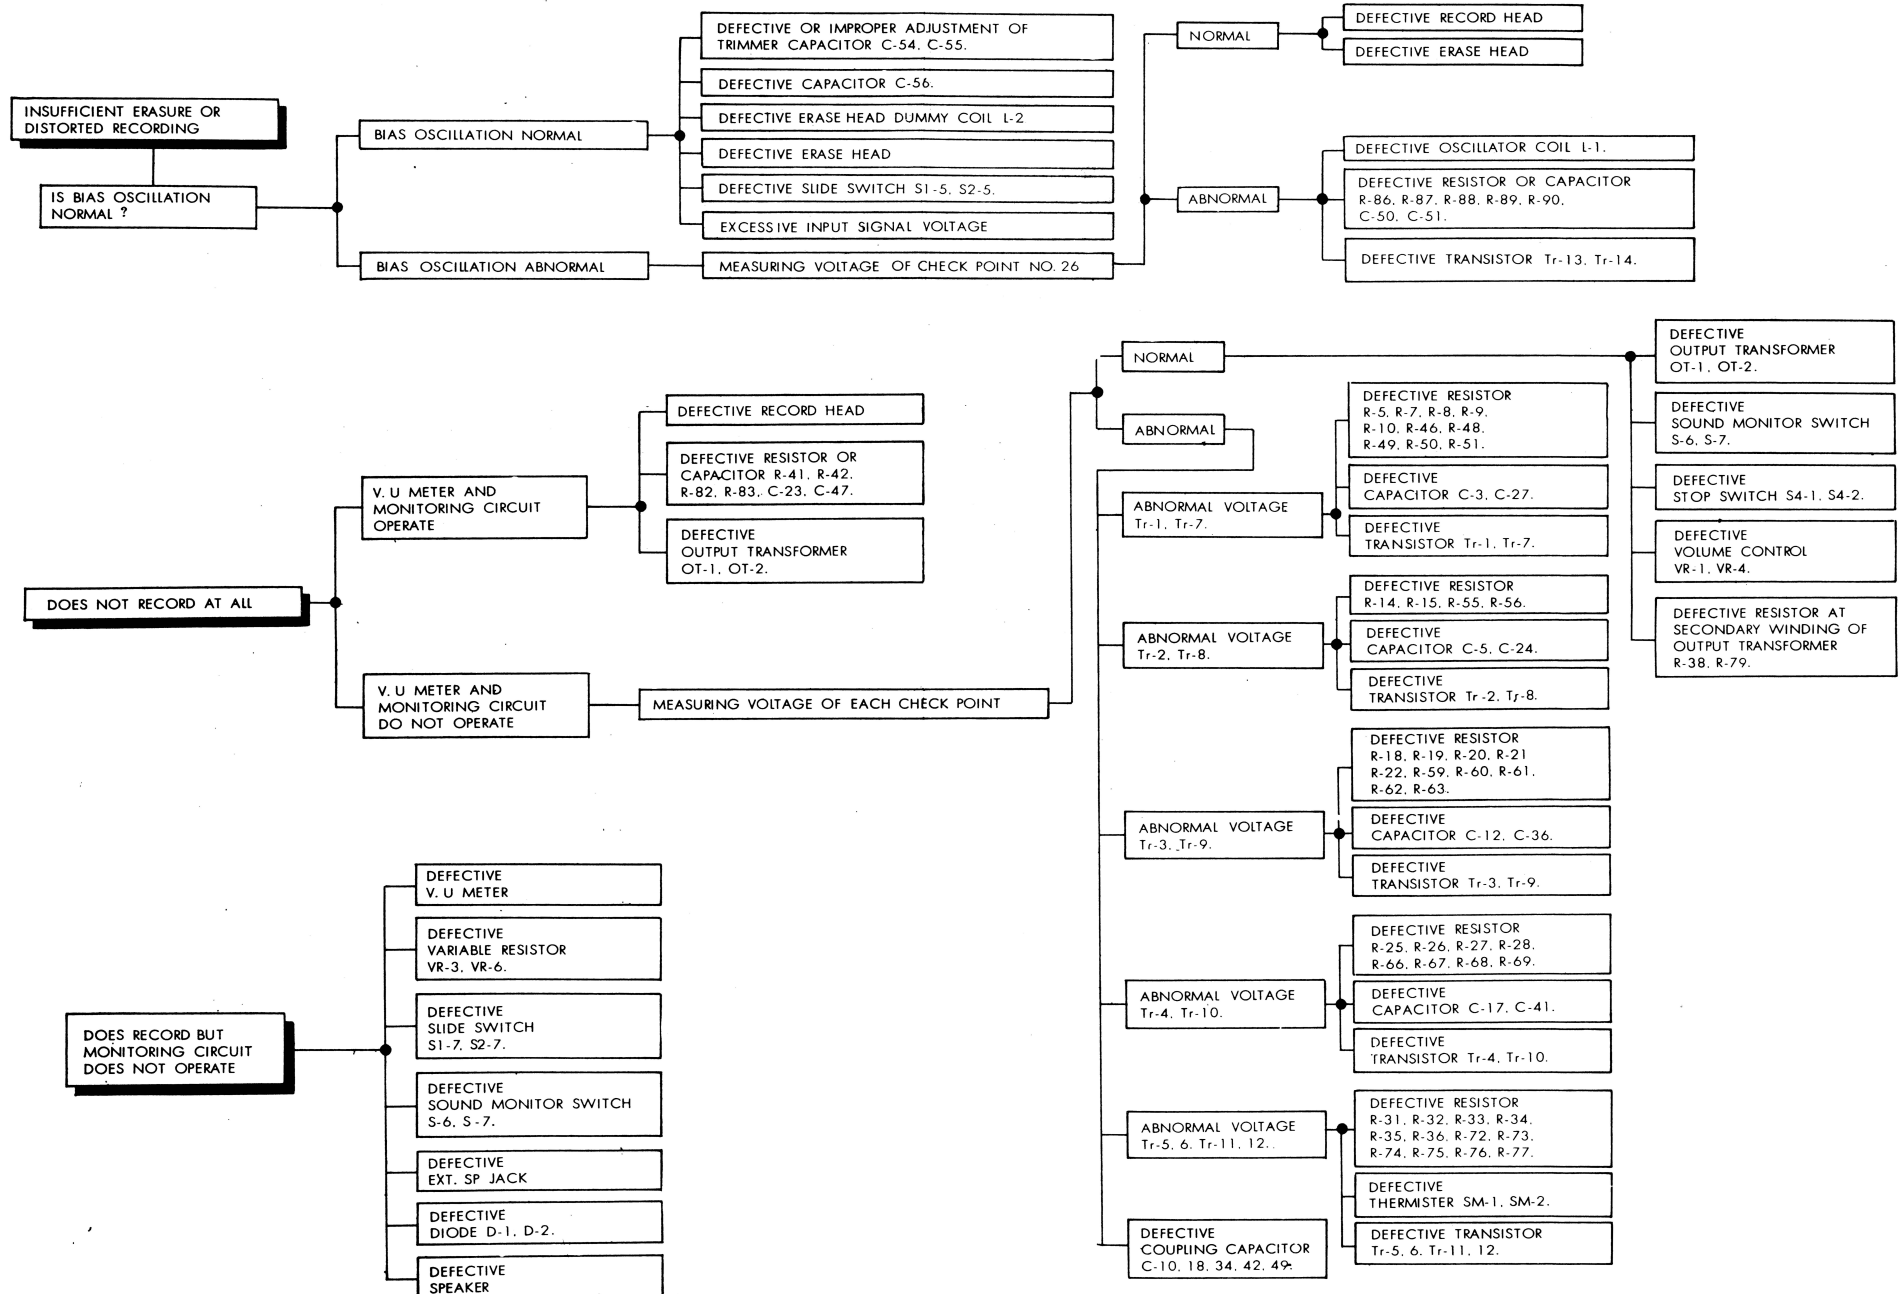 INSUFFICIENT ERASURE OR
DISTORTED RECORDING
IS BIAS OSCILLATION
NORMAL ?
BIAS OSCILLATION NORMAL
DEFECTIVE OR IMPROPER ADJUSTMENT OF
TRIMMER CAPACITOR C-54, C-55.
DEFECTIVE CAPACITOR C-56.
DEFECTIVE ERASE HEAD DUMMY COIL L-2
DEFECTIVE ERASE HEAD
DEFECTIVE SLIDE SWITCH S1-5, S2-5.
EXCESSIVE INPUT SIGNAL VOLTAGE
BIAS OSCILLATION ABNORMAL
MEASURING VOLTAGE OF CHECK POINT NO. 26
NORMAL
DEFECTIVE RECORD HEAD
DEFECTIVE ERASE HEAD
ABNORMAL
DEFECTIVE OSCILLATOR COIL L-1.
DEFECTIVE RESISTOR OR CAPACITOR
R-86, R-87, R-88, R-89, R-90,
C-50, C-51.
DEFECTIVE TRANSISTOR Tr-13, Tr-14.
DOES NOT RECORD AT ALL
V. U METER AND
MONITORING CIRCUIT
OPERATE
DEFECTIVE RECORD HEAD
DEFECTIVE RESISTOR OR
CAPACITOR R-41, R-42,
R-82, R-83, C-23, C-47.
DEFECTIVE
OUTPUT TRANSFORMER
OT-1, OT-2.
V. U METER AND
MONITORING CIRCUIT
DO NOT OPERATE
MEASURING VOLTAGE OF EACH CHECK POINT
NORMAL
DEFECTIVE
OUTPUT TRANSFORMER
OT-1, OT-2.
DEFECTIVE
SOUND MONITOR SWITCH
S-6, S-7.
DEFECTIVE
STOP SWITCH S4-1, S4-2.
DEFECTIVE
VOLUME CONTROL
VR-1, VR-4.
DEFECTIVE RESISTOR AT
SECONDARY WINDING OF
OUTPUT TRANSFORMER
R-38, R-79.
ABNORMAL
ABNORMAL VOLTAGE
Tr-1, Tr-7.
DEFECTIVE RESISTOR
R-5, R-7, R-8, R-9,
R-10, R-46, R-48,
R-49, R-50, R-51.
DEFECTIVE
CAPACITOR C-3, C-27.
DEFECTIVE
TRANSISTOR Tr-1, Tr-7.
ABNORMAL VOLTAGE
Tr-2, Tr-8.
DEFECTIVE RESISTOR
R-14, R-15, R-55, R-56.
DEFECTIVE
CAPACITOR C-5, C-24.
DEFECTIVE
TRANSISTOR Tr-2, Tr-8.
ABNORMAL VOLTAGE
Tr-3, Tr-9.
DEFECTIVE RESISTOR
R-18, R-19, R-20, R-21
R-22, R-59, R-60, R-61,
R-62, R-63.
DEFECTIVE
CAPACITOR C-12, C-36.
DEFECTIVE
TRANSISTOR Tr-3, Tr-9.
ABNORMAL VOLTAGE
Tr-4, Tr-10.
DEFECTIVE RESISTOR
R-25, R-26, R-27, R-28,
R-66, R-67, R-68, R-69.
DEFECTIVE
CAPACITOR C-17, C-41.
DEFECTIVE
TRANSISTOR Tr-4, Tr-10.
ABNORMAL VOLTAGE
Tr-5, 6, Tr-11, 12.
DEFECTIVE RESISTOR
R-31, R-32, R-33, R-34,
R-35, R-36, R-72, R-73,
R-74, R-75, R-76, R-77.
DEFECTIVE
THERMISTER SM-1, SM-2.
DEFECTIVE TRANSISTOR
Tr-5, 6, Tr-11, 12.
DEFECTIVE
COUPLING CAPACITOR
C-10, 18, 34, 42, 49.
DOES RECORD BUT
MONITORING CIRCUIT
DOES NOT OPERATE
DEFECTIVE
V. U METER
DEFECTIVE
VARIABLE RESISTOR
VR-3, VR-6.
DEFECTIVE
SLIDE SWITCH
S1-7, S2-7.
DEFECTIVE
SOUND MONITOR SWITCH
S-6, S-7.
DEFECTIVE
EXT. SP JACK
DEFECTIVE
DIODE D-1, D-2.
DEFECTIVE
SPEAKER